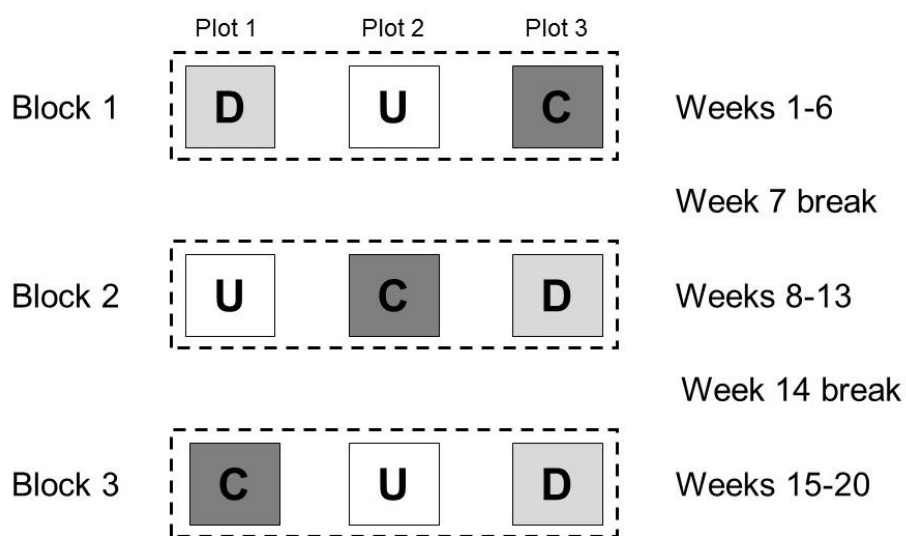 Plot 1 Plot 2 Plot 3
Block 1 D U C Weeks 1-6
Week 7 break
Block 2 U C D Weeks 8-13
Week 14 break
Block 3 C U D Weeks 15-20